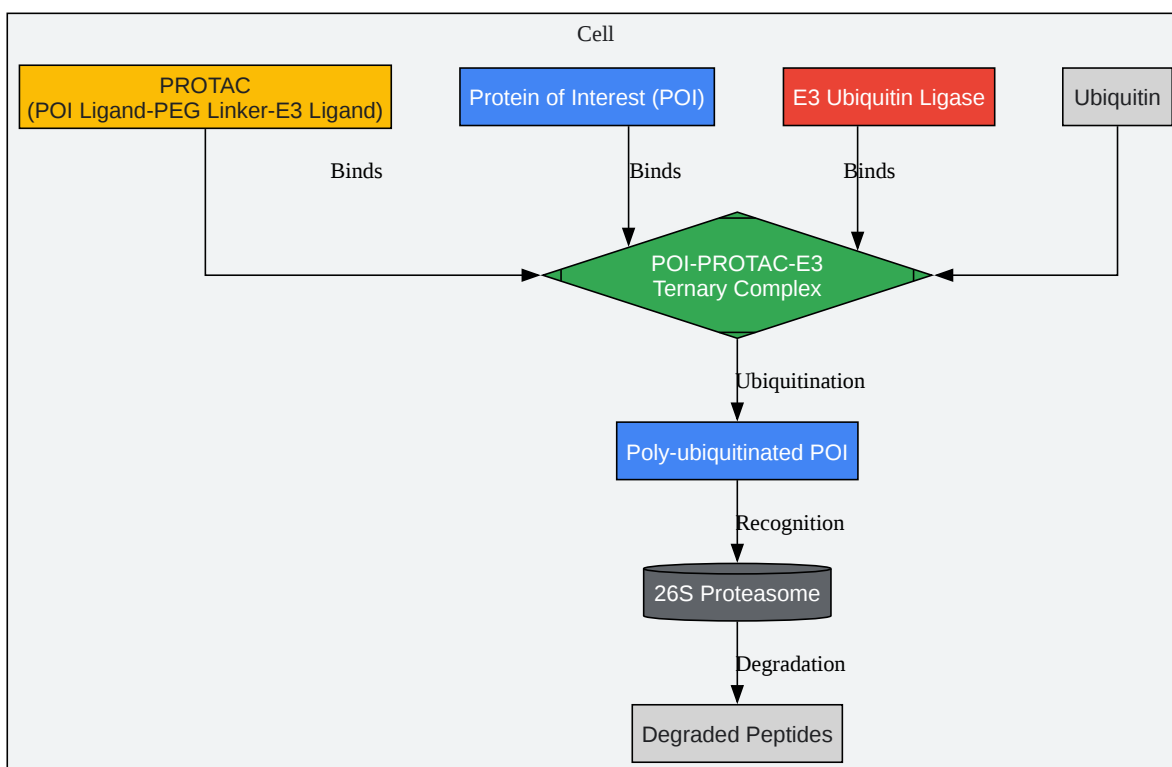 Cell
PROTAC
(POI Ligand-PEG Linker-E3 Ligand)
Protein of Interest (POI)
E3 Ubiquitin Ligase
Ubiquitin
Binds
Binds
Binds
POI-PROTAC-E3
Ternary Complex
Ubiquitination
Poly-ubiquitinated POI
Recognition
26S Proteasome
Degradation
Degraded Peptides